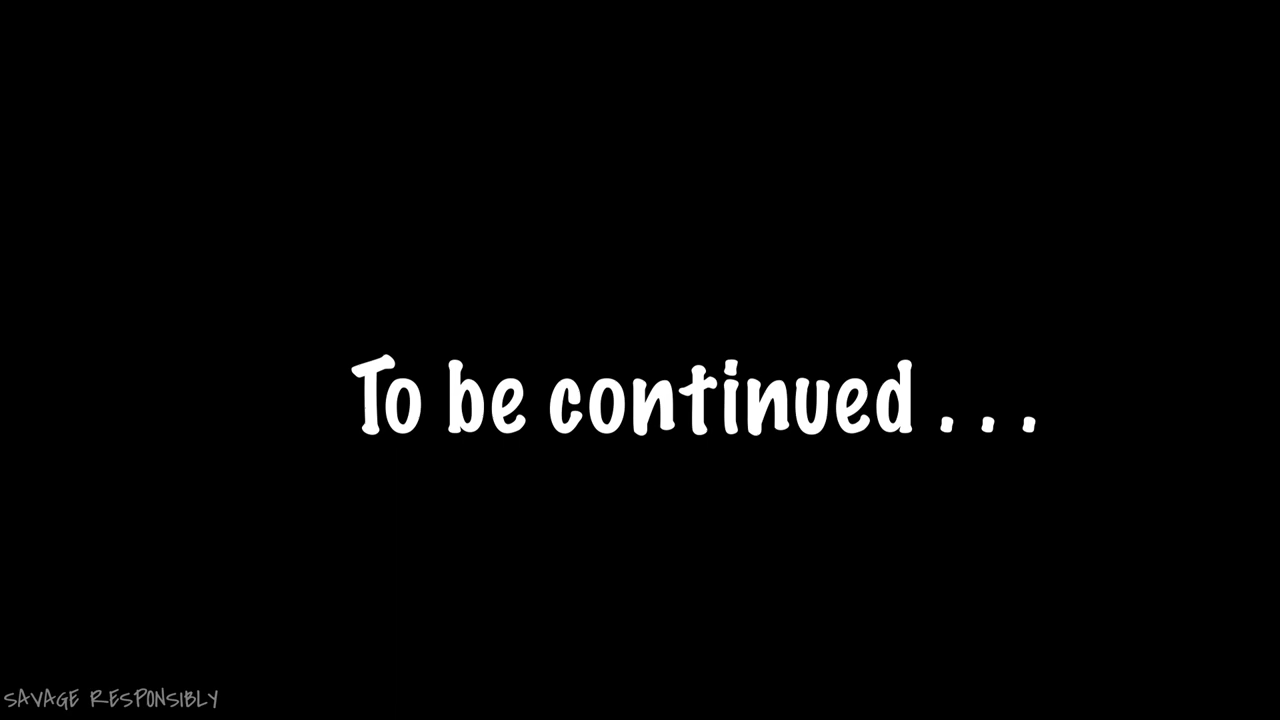 To be continued . . .
SAVAGE RESPONSIBLY